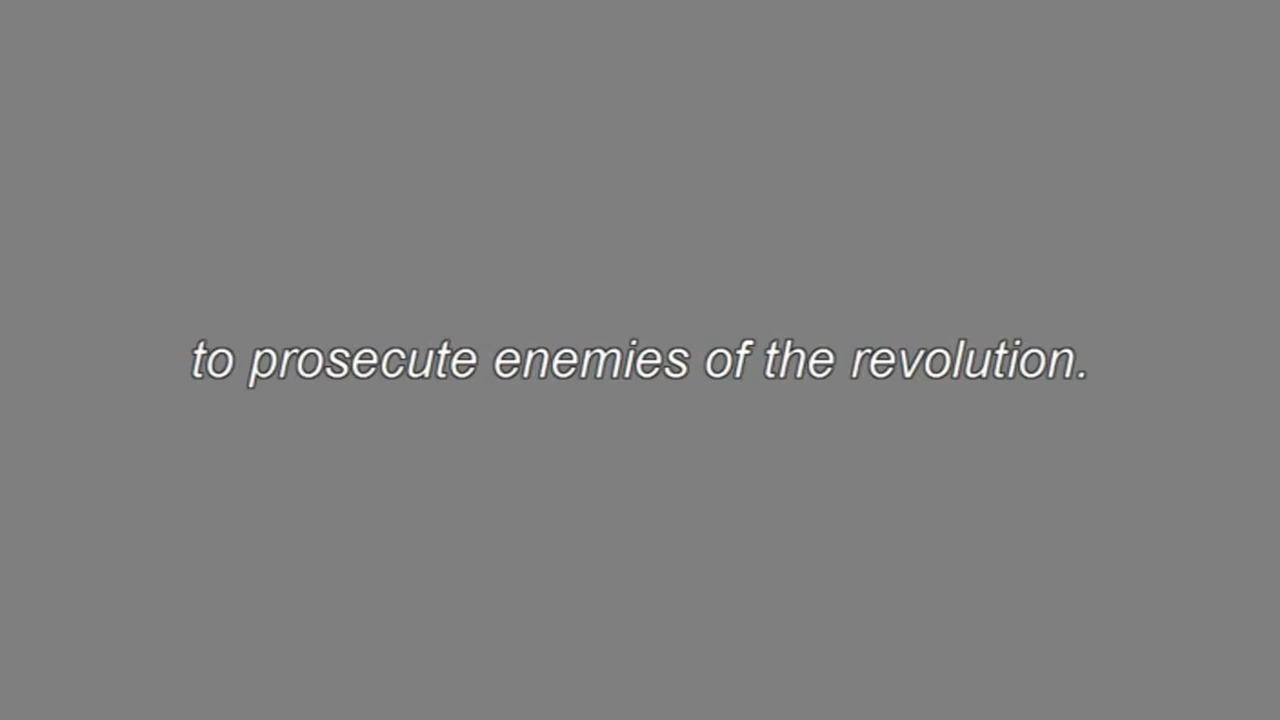 to prosecute enemies of the revolution.